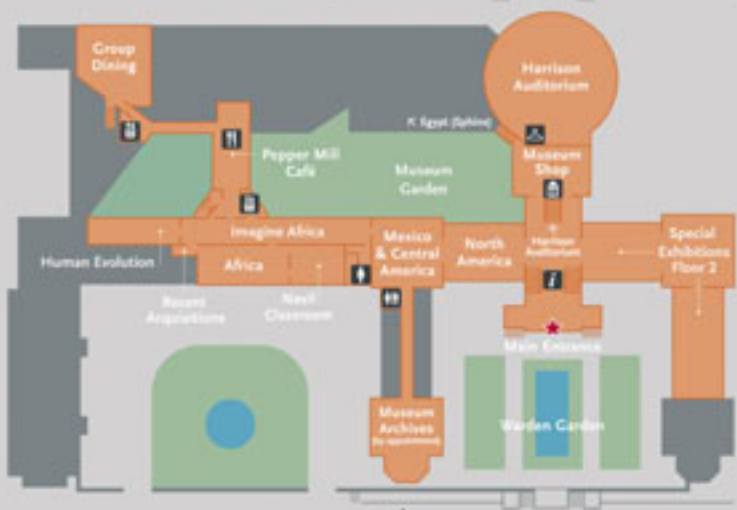 Group
Dining
Harrison
Auditorium
Egypt (Sphinx)
Pepper Mill
Café
Museum
Garden
Museum
Shop
Imagine Africa
Mexico
& Central
America
North
America
Harrison
Auditorium
Special
Exhibitions
Floor 2
Human Evolution
Africa
Recent
Acquisitions
Nevil
Classroom
Main Entrance
Museum
Archives
(by appointment)
Warden Garden